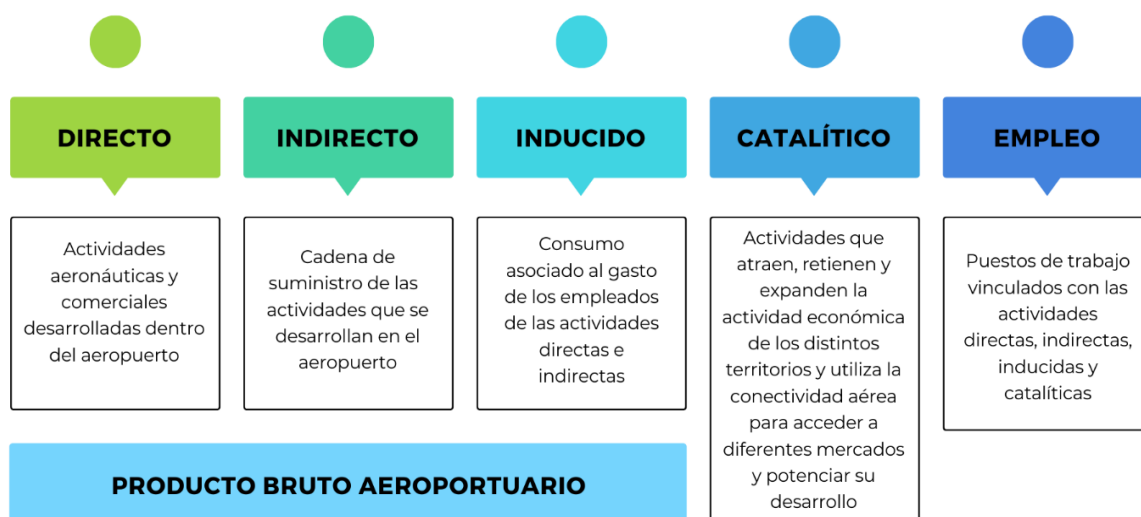 DIRECTO
Actividades
aeronáuticas y
comerciales
desarrolladas dentro
del aeropuerto
INDIRECTO
Cadena de
suministro de las
actividades que se
desarrollan en el
aeropuerto
INDUCIDO
Consumo
asociado al gasto
de los empleados
de las actividades
directas e
indirectas
CATALÍTICO
Actividades que
atraen, retienen y
expanden la
actividad económica
de los distintos
territorios y utiliza la
conectividad aérea
para acceder a
diferentes mercados
y potenciar su
desarrollo
EMPLEO
Puestos de trabajo
vinculados con las
actividades
directas, indirectas,
inducidas y
catalíticas
PRODUCTO BRUTO AEROPORTUARIO